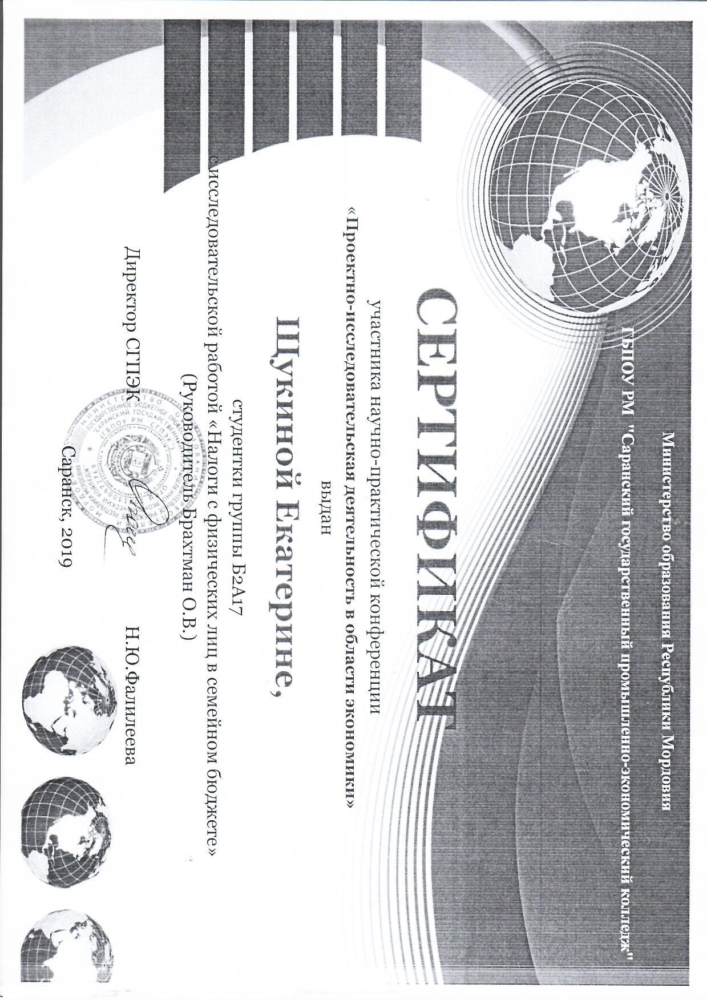 Министерство образования Республики Мордовия
ГБПОУ РМ "Саранский государственный промышленно-экономический колледж"
СЕРТИФИКАТ
участника научно-практической конференции
«Проектно-исследовательская деятельность в области экономики»
выдан
Щукиной Екатерине,
студентки группы Б2А17
с исследовательской работой «Налоги с физических лиц в семейном бюджете»
(Руководитель Брахтман О.В.)
Директор СГПЭК Н.Ю.Фалилеева
Саранск, 2019